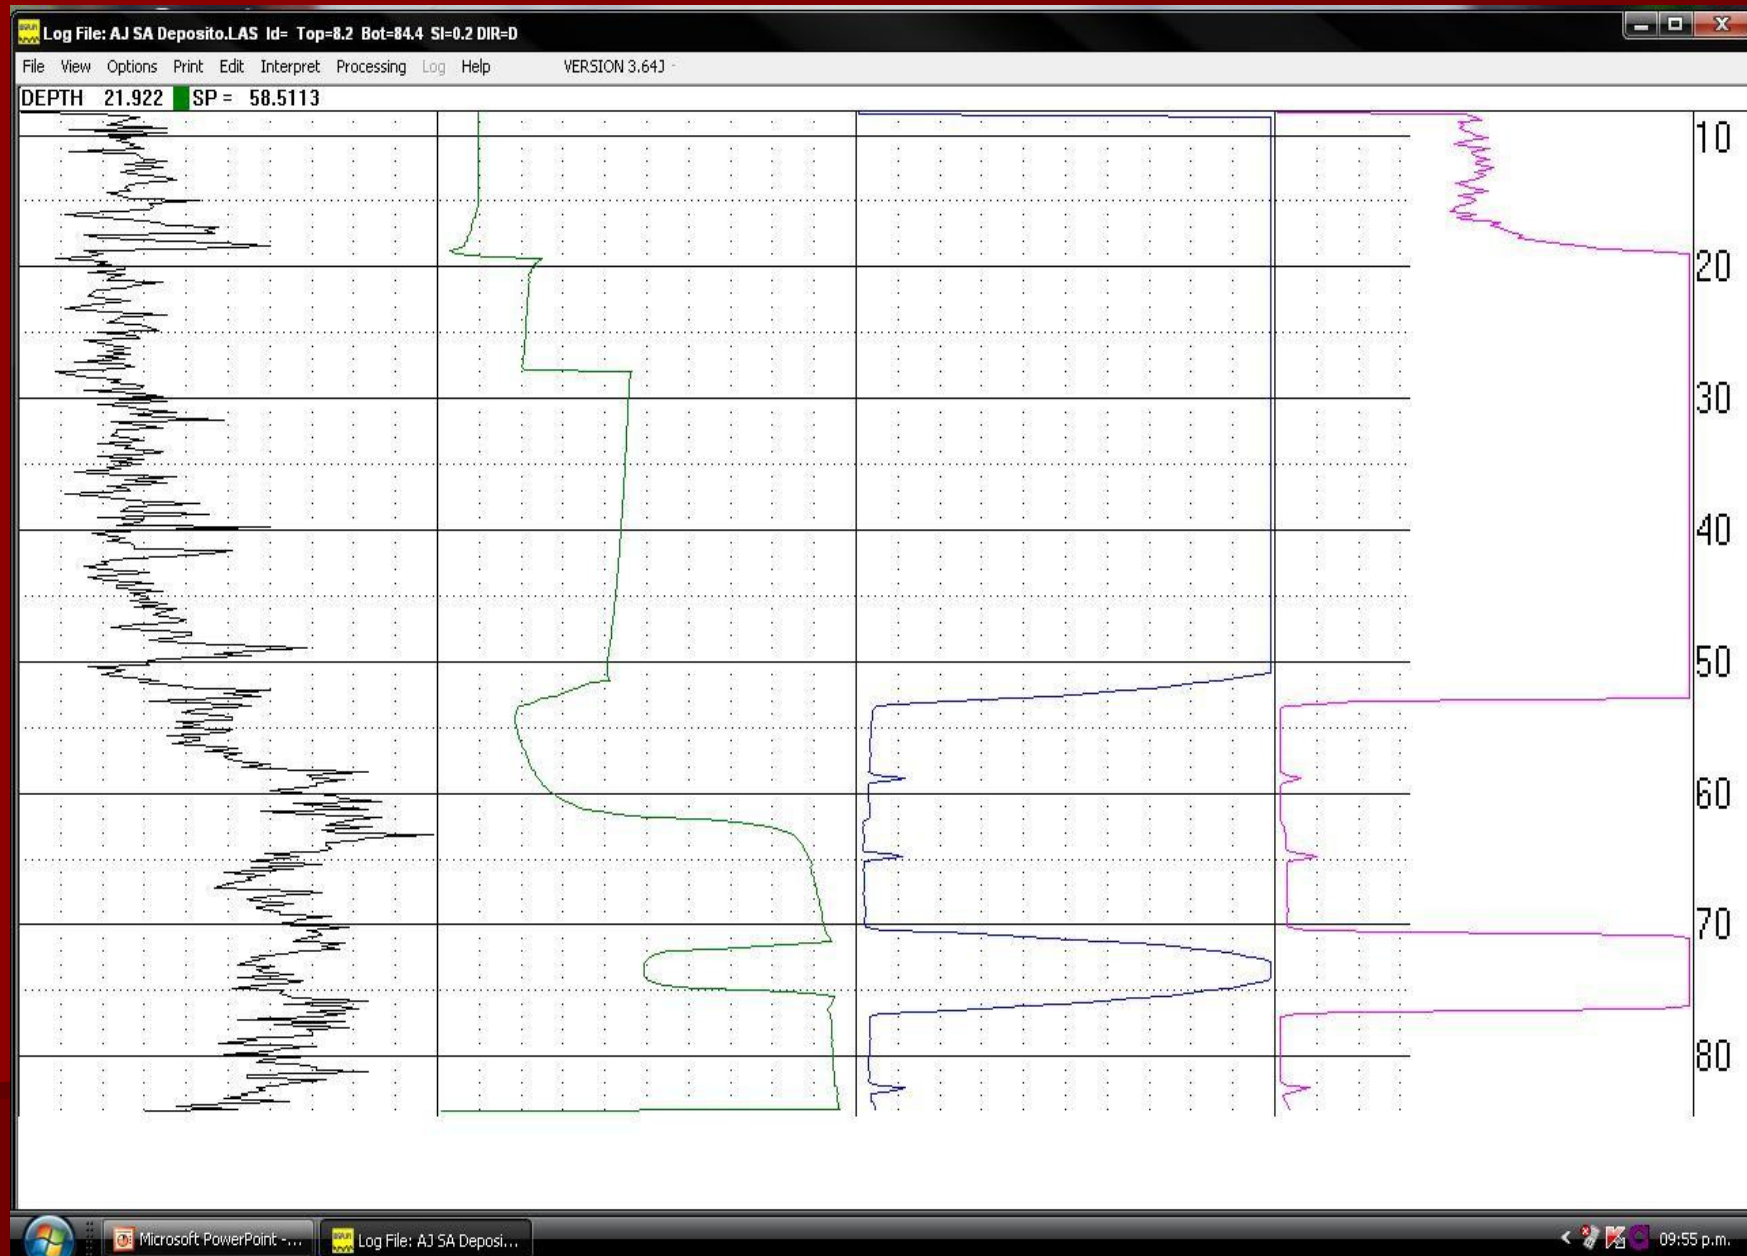 Log File: AJ SA Deposito.LAS Id= Top=8.2 Bot=84.4 SI=0.2 DIR=D
File View Options Print Edit Interpret Processing Log Help VERSION 3.64J -
DEPTH 21.922 SP = 58.5113
10
20
30
40
50
60
70
80
Microsoft PowerPoint -... Log File: AJ SA Deposi... 09:55 p.m.